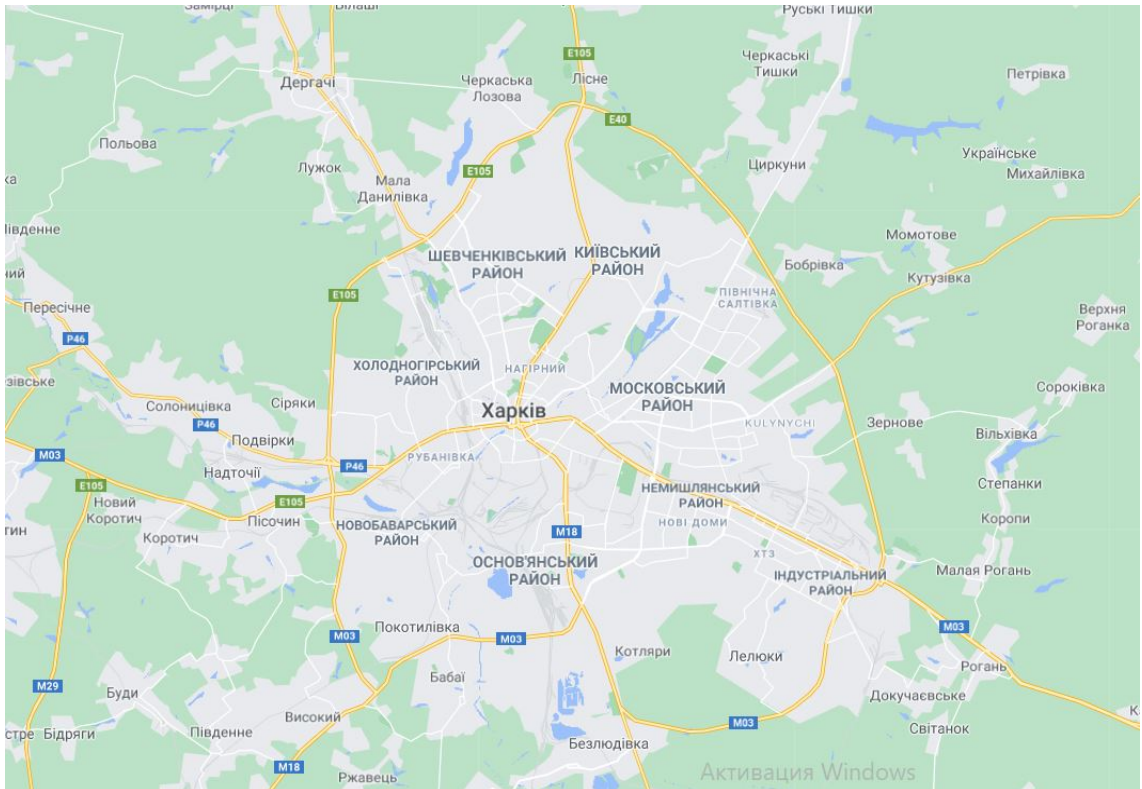 Замірці
Білаші
Руські Тишки
E105
Дергачі
Черкаська
Лозова
Лісне
Черкаські
Тишки
Петрівка
E40
Польова
Українське
Михайлівка
Лужок
E105
Циркуни
Мала
Данилівка
Південне
Момотове
ШЕВЧЕНКІВСЬКИЙ
РАЙОН
КИЇВСЬКИЙ
РАЙОН
Бобрівка
Кутузівка
E105
ПІВНІЧНА
САЛТІВКА
Пересічне
Верхня
Роганка
P46
ХОЛОДНОГІРСЬКИЙ
РАЙОН
НАГІРНИЙ
МОСКОВСЬКИЙ
РАЙОН
Сороківка
Солоницівка
Сіряки
Харків
P46
KULYNYCHI
Зернове
Вільхівка
Подвірки
M03
РУБАНІВКА
P46
Надточії
E105
НЕМИШЛЯНСЬКИЙ
РАЙОН
Степанки
Новий
Коротич
E105
Пісочин
НОВОБАВАРСЬКИЙ
РАЙОН
M18
НОВІ ДОМИ
Коропи
Коротич
ХТЗ
ОСНОВ'ЯНСЬКИЙ
РАЙОН
ІНДУСТРІАЛЬНИЙ
РАЙОН
Малая Рогань
Покотилівка
M03
M03
M03
Котляри
Лелюки
Рогань
M29
Буди
Бабаї
Докучаєвське
Високий
M03
Світанок
Бідряги
Південне
Безлюдівка
M18
Ржавець
Активация Windows